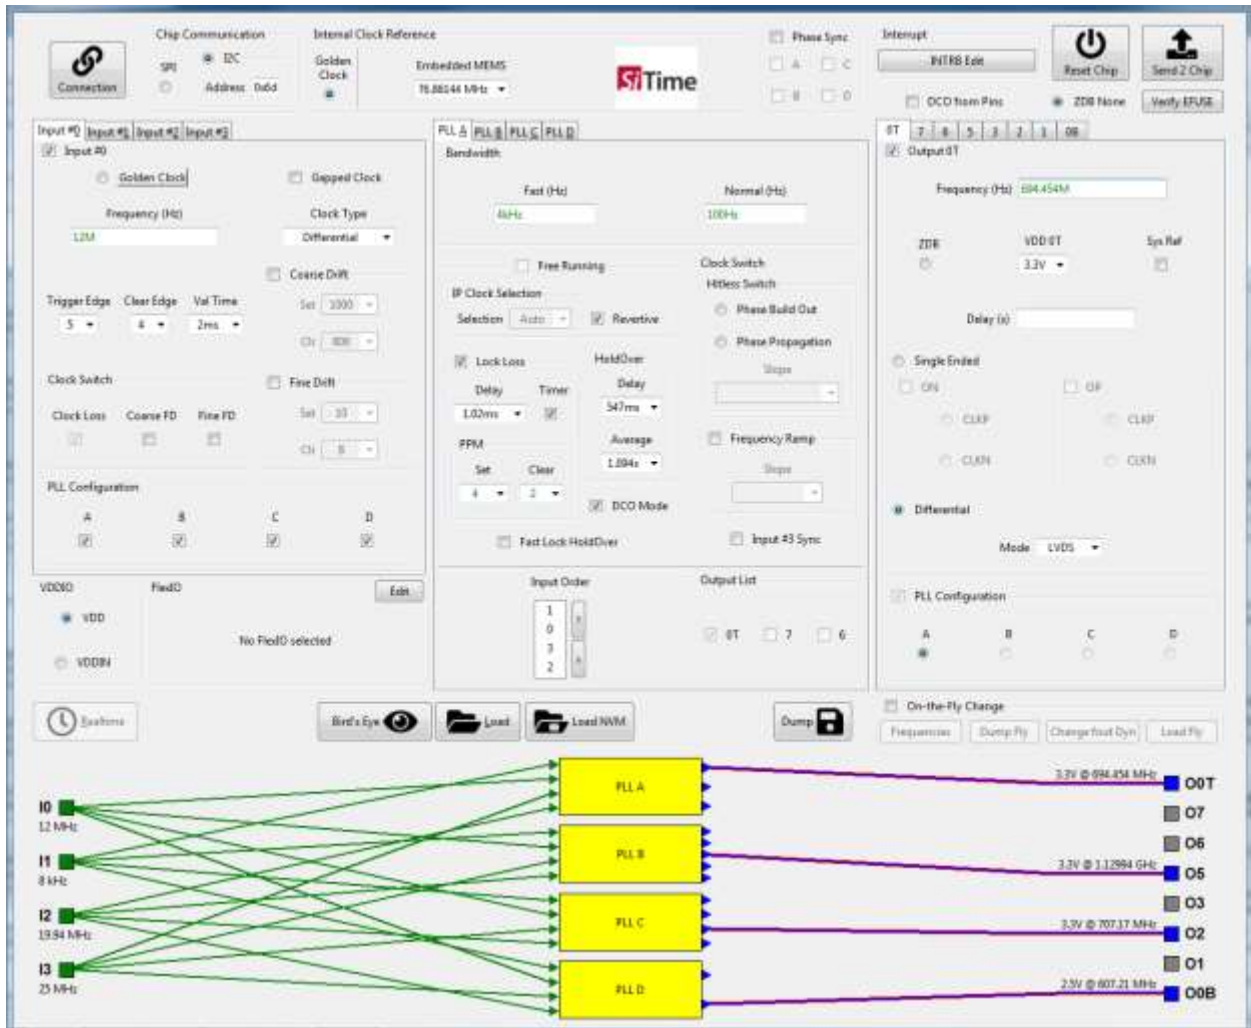 Chip Communication
Internal Clock Reference
Phase Sync
Interrupt
SPI
I2C
Golden Clock
Embedded MEMS
SiTime
A
C
INTRB Edit
Connection
Address 0x6d
76.88144 MHz
B
D
DCO from Pins
ZDB None
Reset Chip
Send 2 Chip
Verify EFUSE
Input #0 Input #1 Input #2 Input #3
PLL A PLL B PLL C PLL D
0T 7 6 5 3 2 1 0B
Input #0
Golden Clock
Gapped Clock
Frequency (Hz)
Clock Type
12M
Differential
Coarse Drift
Trigger Edge Clear Edge Val Time
Set 1000
5 4 2ms
Clr 808
Clock Switch
Fine Drift
Clock Loss Coarse FD Fine FD
Set 10
Clr 8
PLL Configuration
A B C D
VDDIO
VDD
VDDIN
FlexIO
Edit
No FlexIO selected
Bandwidth
Fast (Hz)
Normal (Hz)
4kHz
100Hz
Free Running
Clock Switch
Hitless Switch
IP Clock Selection
Selection Auto Revertive
Phase Build Out
Phase Propagation
Slope
Lock Loss
HoldOver
Delay Timer
Delay
1.02ms
547ms
PPM
Average
Set Clear
1.094s
4 2
DCO Mode
Frequency Ramp
Slope
Fast Lock HoldOver
Input #3 Sync
Input Order
1
0
3
2
Output List
0T 7 6
Output 0T
Frequency (Hz) 694.454M
ZDB
VDD 0T
Sys Ref
3.3V
Delay (s)
Single Ended
ON
OP
CLKP
CLKP
CLKN
CLKN
Differential
Mode LVDS
PLL Configuration
A B C D
Realtime
Bird's Eye
Load
Load NVM
Dump
On-the-Fly Change
Frequencies Dump Fly Change fout Dyn Load Fly
I0
12 MHz
I1
8 kHz
I2
19.94 MHz
I3
25 MHz
PLL A
PLL B
PLL C
PLL D
3.3V @ 694.454 MHz
O0T
O7
O6
3.3V @ 1.12994 GHz
O5
O3
3.3V @ 707.17 MHz
O2
O1
2.5V @ 607.21 MHz
O0B